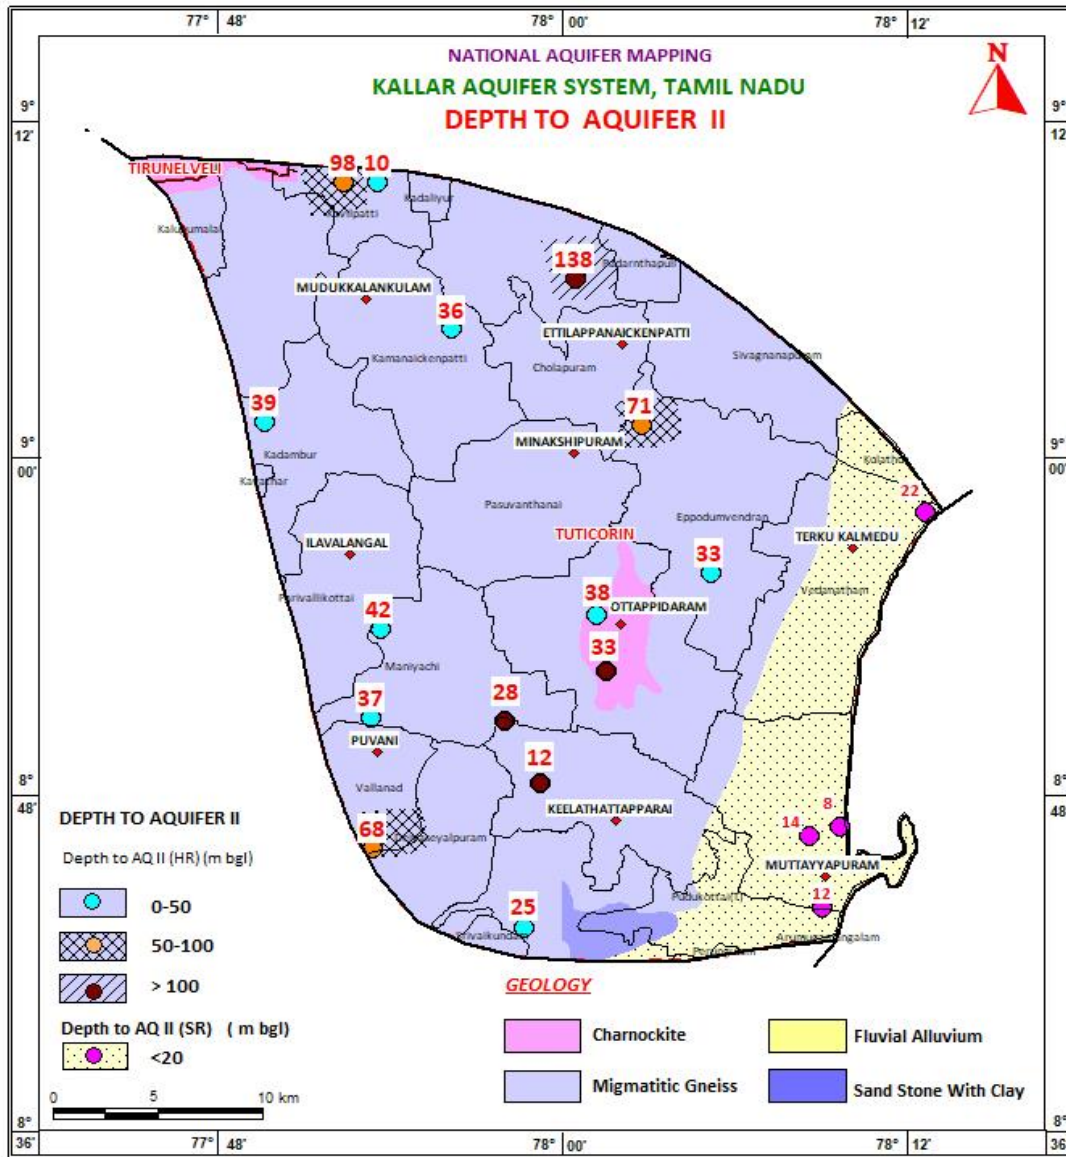 77° 48' 78° 00' 78° 12'
NATIONAL AQUIFER MAPPING
KALLAR AQUIFER SYSTEM, TAMIL NADU
DEPTH TO AQUIFER II
N
9° 12' 9° 12'
TIRUNELVELI
98 10
Kadaliyur
Kalugumalai
138
MUDUKKALANKULAM
36
ETTILAPPANAICKENPATTI
Kamanaickenpatti
Cholapuram
Sivagnanapuram
39
71
MINAKSHIPURAM
Kadambur
9° 00' 9° 00'
Kayathar
22
Pasuvanthanai
Eppodumvendran
TUTICORIN
TERKU KALMEDU
ILAVALANGAL
33
Parivallikottai
Vedanatham
38
OTTAPPIDARAM
42
33
Maniyachi
28
37
PUVANI
12
Vallanad
8° 48' 8° 48'
KEELATHATTAPPARAI
8
14
68
MUTTAYYAPURAM
Pudukottai(t)
12
25
Srivaikundam
DEPTH TO AQUIFER II
Depth to AQ II (HR) (m bgl)
0-50
50-100
> 100
Depth to AQ II (SR) ( m bgl)
<20
0 5 10 km
GEOLOGY
Charnockite
Fluvial Alluvium
Migmatitic Gneiss
Sand Stone With Clay
8° 36' 8° 36'
77° 48' 78° 00' 78° 12'